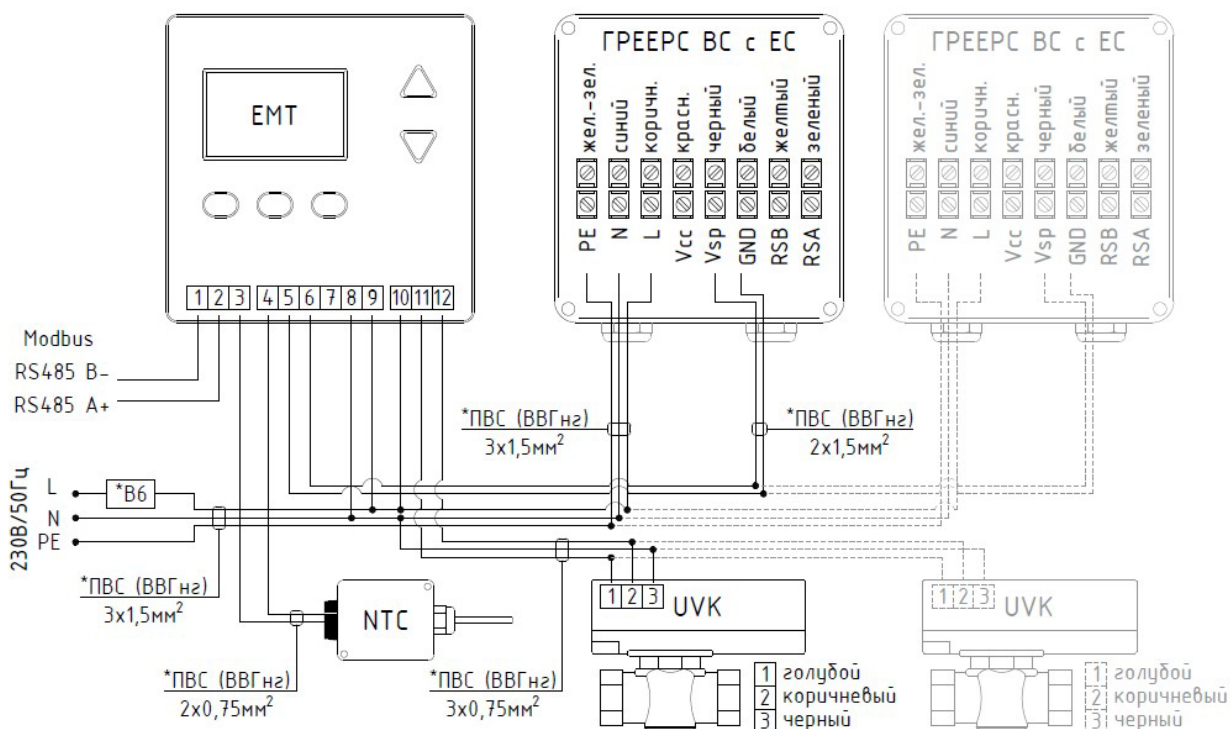 ГРЕЕРС ВС с ЕС
ГРЕЕРС ВС с ЕС
EMT
жел.-зел.
синий
коричн.
красн.
черный
белый
желтый
зеленый
жел.-зел.
синий
коричн.
красн.
черный
белый
желтый
зеленый
PE
N
L
Vcc
Vsp
GND
RSB
RSA
PE
N
L
Vcc
Vsp
GND
RSB
RSA
1 2 3 4 5 6 7 8 9 10 11 12
Modbus
RS485 B-
RS485 A+
*ПВС (ВВГнг)
3х1,5мм²
*ПВС (ВВГнг)
2х1,5мм²
230В/50Гц
L
*В6
N
PE
*ПВС (ВВГнг)
3х1,5мм²
NTC
1 2 3
UVK
1 2 3
UVK
*ПВС (ВВГнг)
2х0,75мм²
*ПВС (ВВГнг)
3х0,75мм²
1 голубой
2 коричневый
3 черный
1 голубой
2 коричневый
3 черный